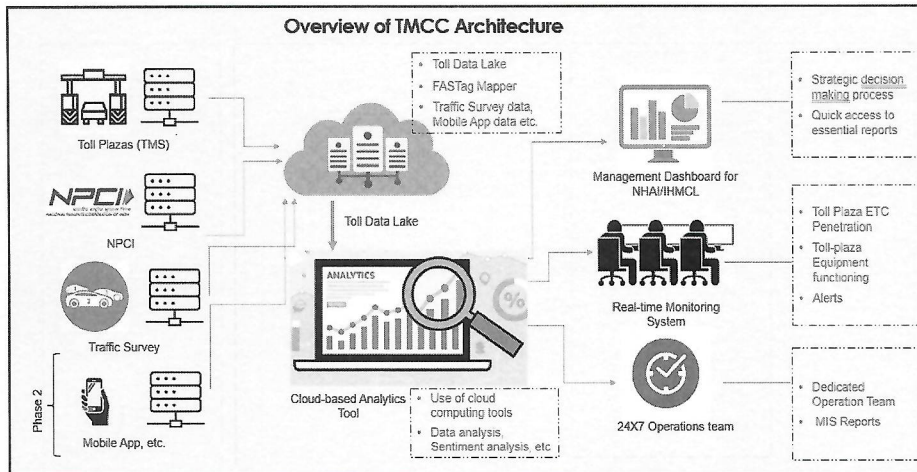 Overview of TMCC Architecture
Toll Plazas (TMS)
NPCI
NPCI
Traffic Survey
Phase 2
Mobile App, etc.
• Toll Data Lake
• FASTag Mapper
• Traffic Survey data,
Mobile App data etc.
Toll Data Lake
ANALYTICS
%
Cloud-based Analytics
Tool
• Use of cloud
computing tools
• Data analysis,
Sentiment analysis, etc
Management Dashboard for
NHAI/IHMCL
Real-time Monitoring
System
24X7 Operations team
• Strategic decision
making process
• Quick access to
essential reports
• Toll Plaza ETC
Penetration
• Toll-plaza
Equipment
functioning
• Alerts
• Dedicated
Operation Team
• MIS Reports